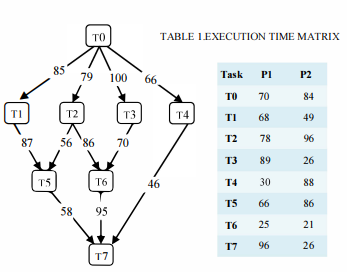 T0
TABLE 1.EXECUTION TIME MATRIX
85 79 100 66
Task P1 P2
T0 70 84
T1 68 49
T2 78 96
T3 89 26
T4 30 88
T5 66 86
T6 25 21
T7 96 26
T1 T2 T3 T4
87 56 86 70
T5 T6 46
58 95
T7